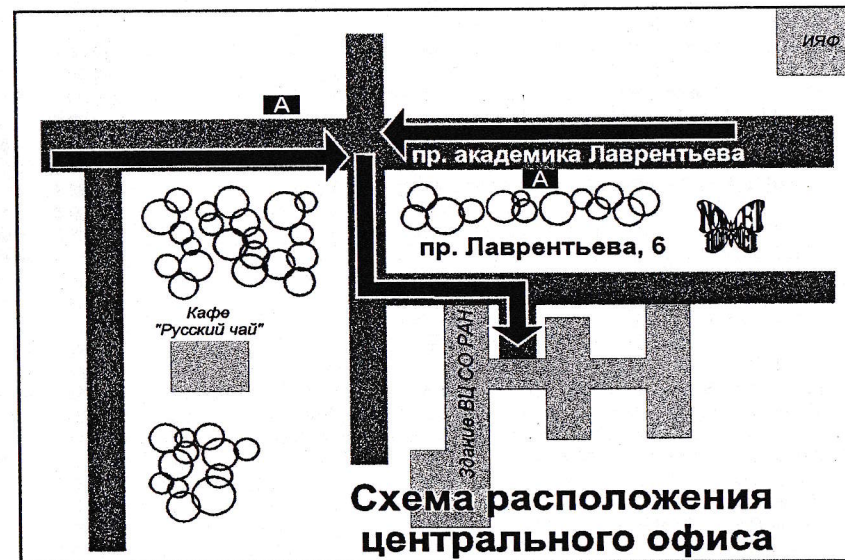 ИЯФ
А
пр. академика Лаврентьева
А
пр. Лаврентьева, 6
Кафе
"Русский чай"
Здание ВЦ СО РАН
Схема расположения
центрального офиса